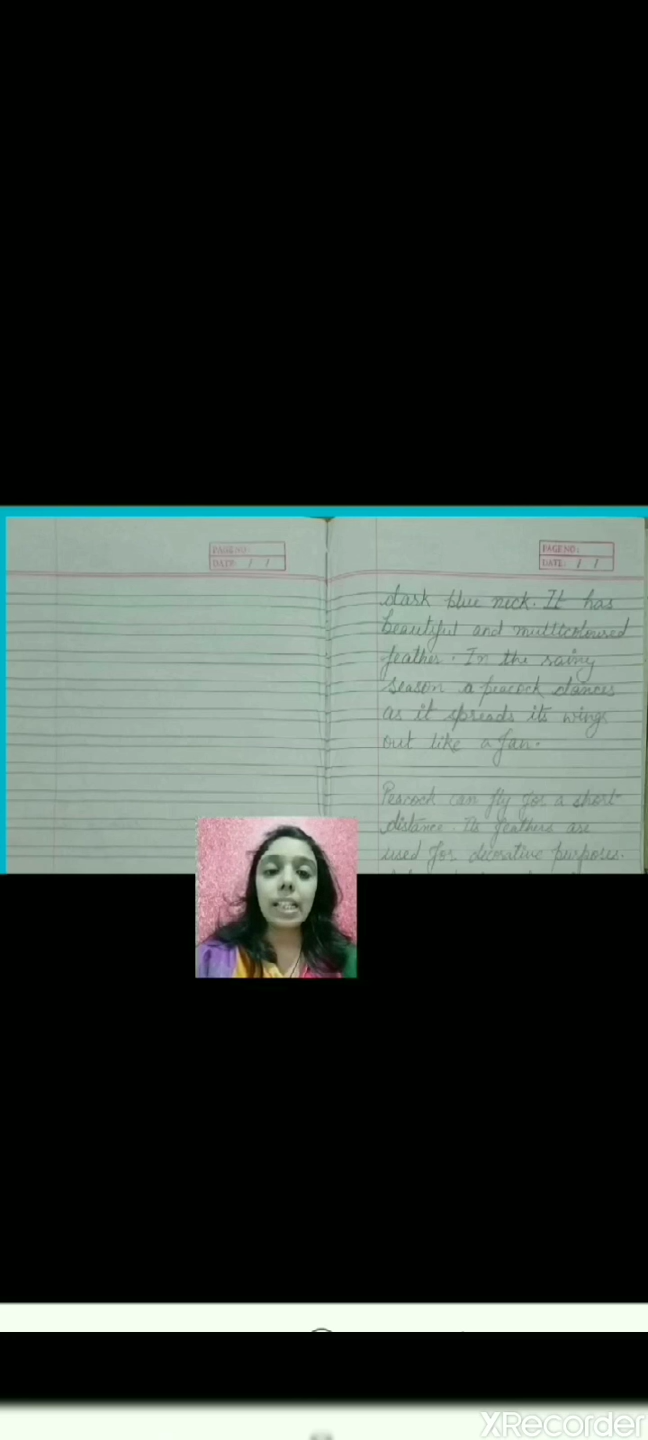 PAGE NO:
DATE: / /
PAGE NO:
DATE: / /
dark blue neck. It has
beautiful and multicoloured
feather. In the rainy
season a peacock dances
as it spreads its wings
out like a fan.
Peacock can fly for a short
distance. Its feathers are
used for decorative purposes.
XRecorder